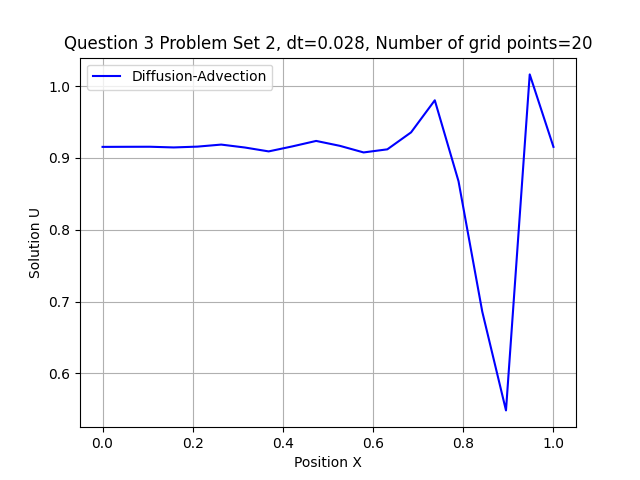 Question 3 Problem Set 2, dt=0.028, Number of grid points=20
Diffusion-Advection
Solution U
1.0
0.9
0.8
0.7
0.6
0.0 0.2 0.4 0.6 0.8 1.0
Position X